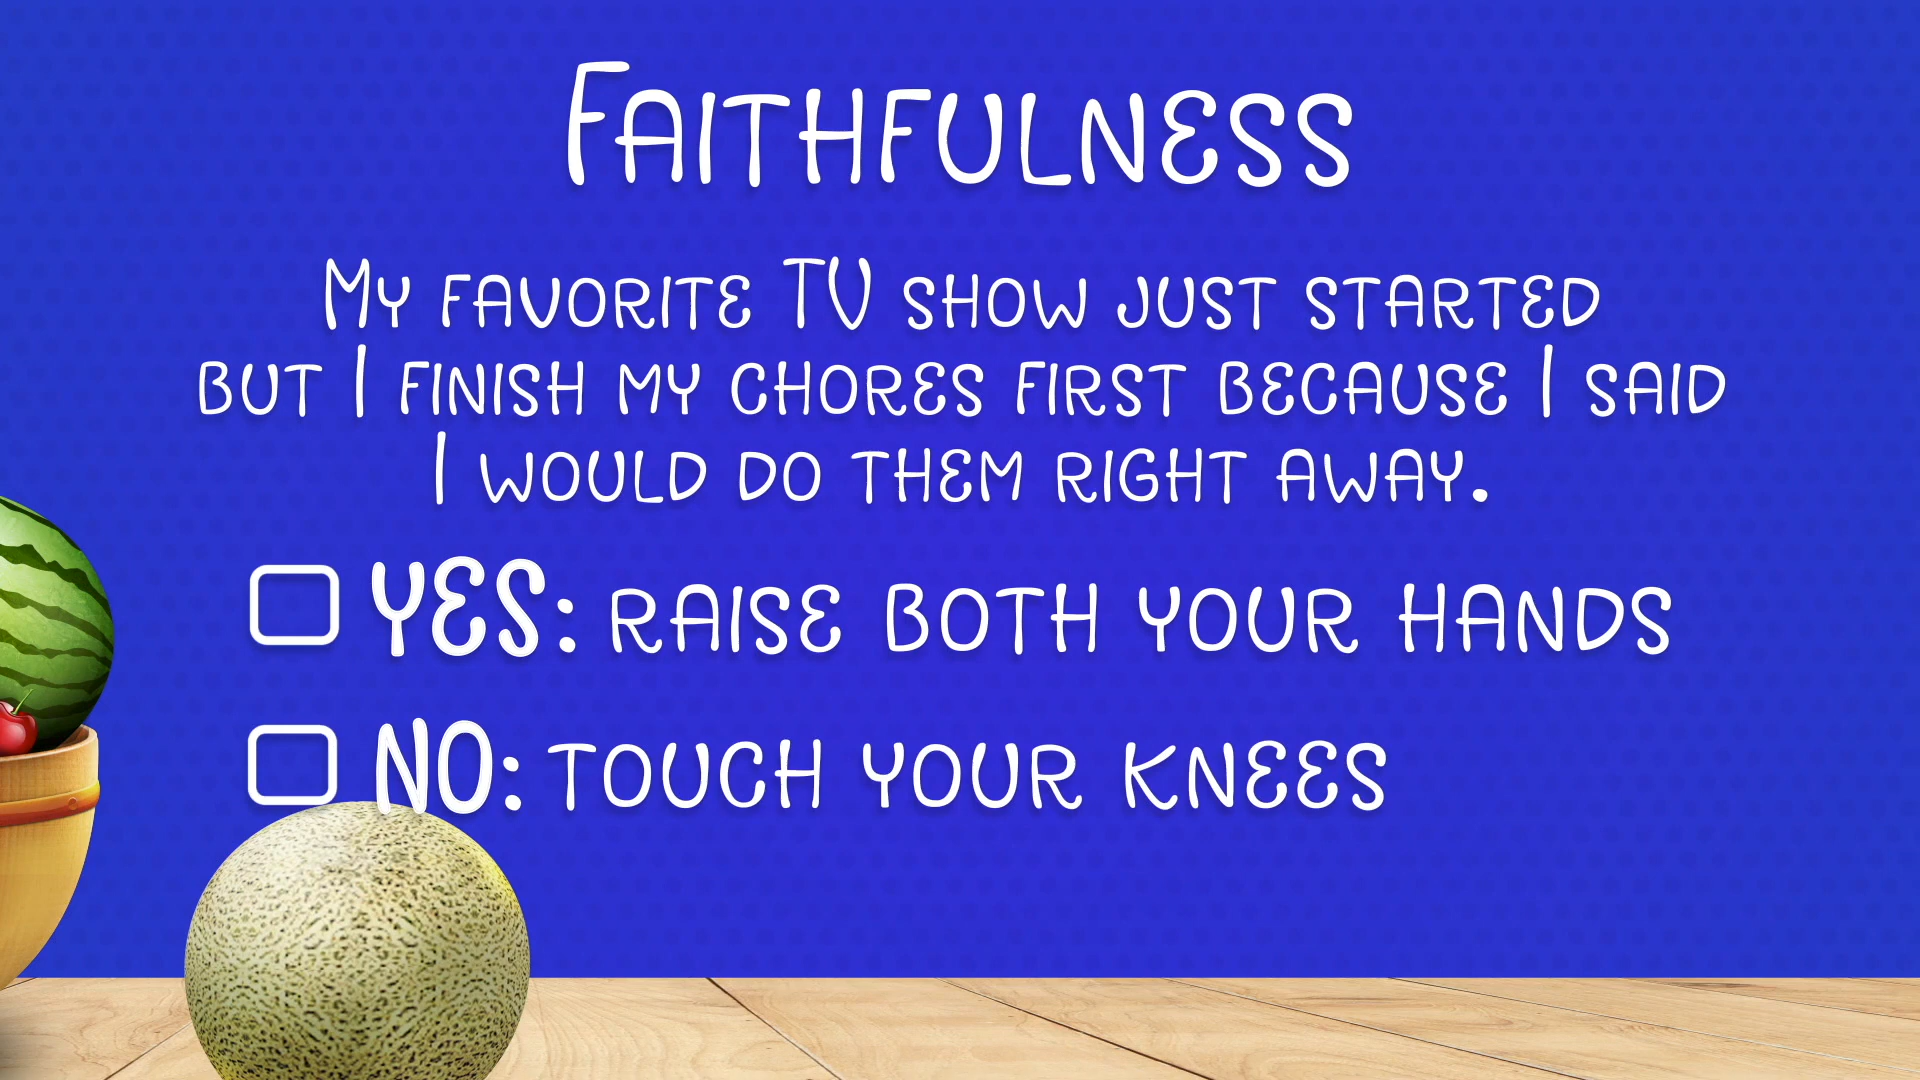 Faithfulness
My favorite TV show just started
but I finish my chores first because I said
I would do them right away.
YES: raise both your hands
NO: touch your knees